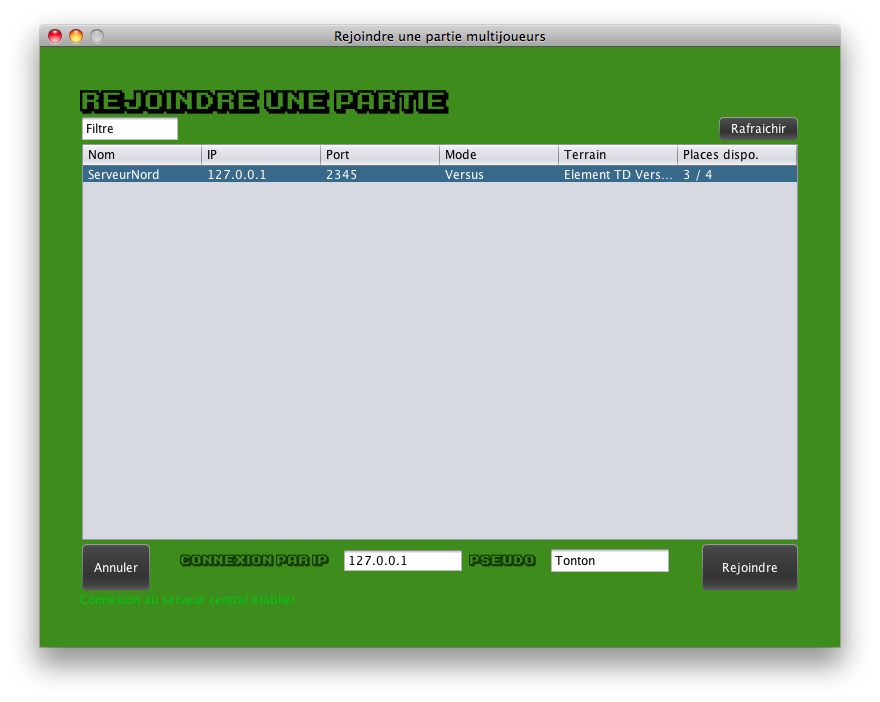 Rejoindre une partie multijoueurs
REJOINDRE UNE PARTIE
Filtre Rafraichir
Nom IP Port Mode Terrain Places dispo.
ServeurNord 127.0.0.1 2345 Versus Element TD Vers... 3 / 4
Annuler CONNEXION PAR IP 127.0.0.1 PSEUDO Tonton Rejoindre
Connexion au serveur central établie!